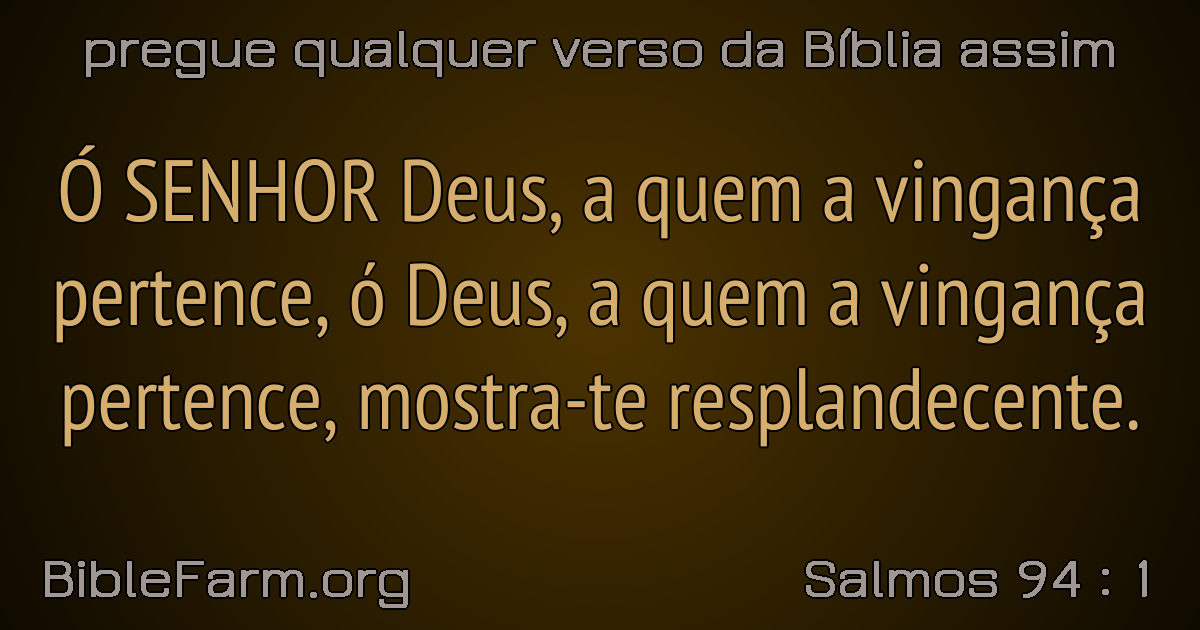 pregue qualquer verso da Bíblia assim
Ó SENHOR Deus, a quem a vingança
pertence, ó Deus, a quem a vingança
pertence, mostra-te resplandecente.
BibleFarm.org
Salmos 94 : 1